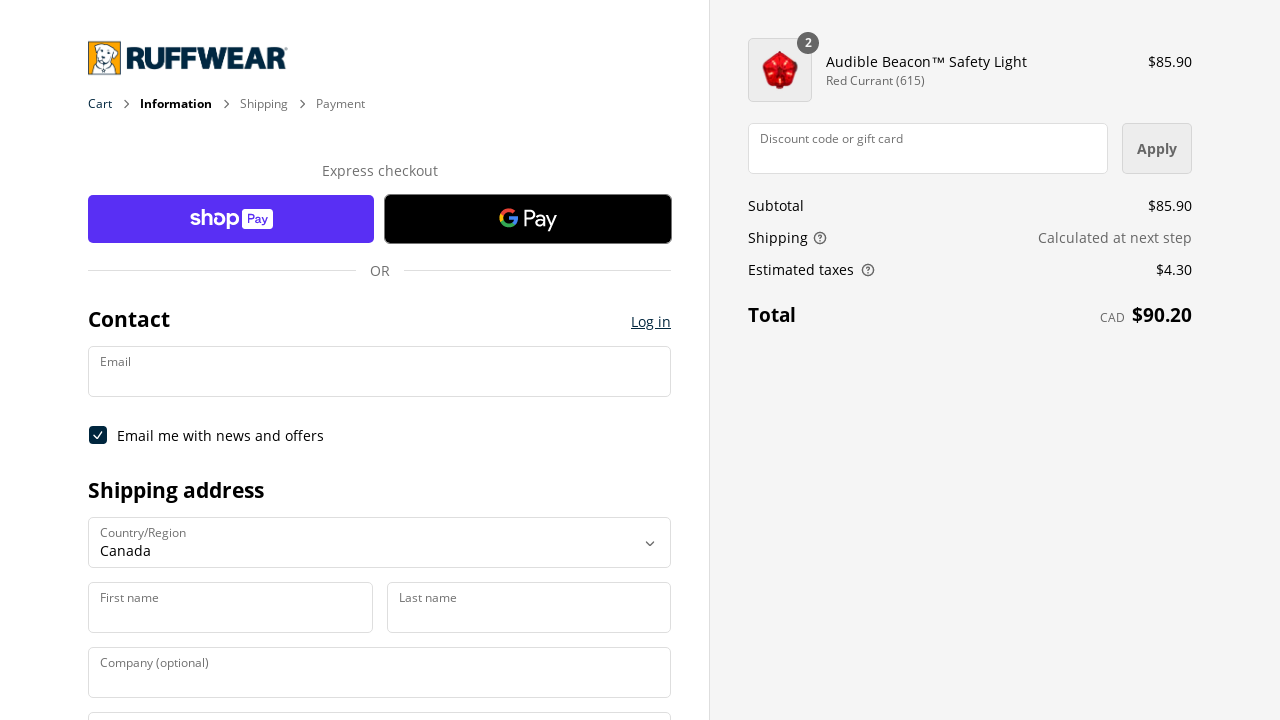 RUFFWEAR
Cart
Information
Shipping
Payment
Express checkout
shop Pay
G Pay
OR
Contact
Log in
Email
Email me with news and offers
Shipping address
Country/Region
Canada
First name
Last name
Company (optional)
2
Audible Beacon™ Safety Light
Red Currant (615)
$85.90
Discount code or gift card
Apply
Subtotal
$85.90
Shipping
Calculated at next step
Estimated taxes
$4.30
Total
CAD $90.20